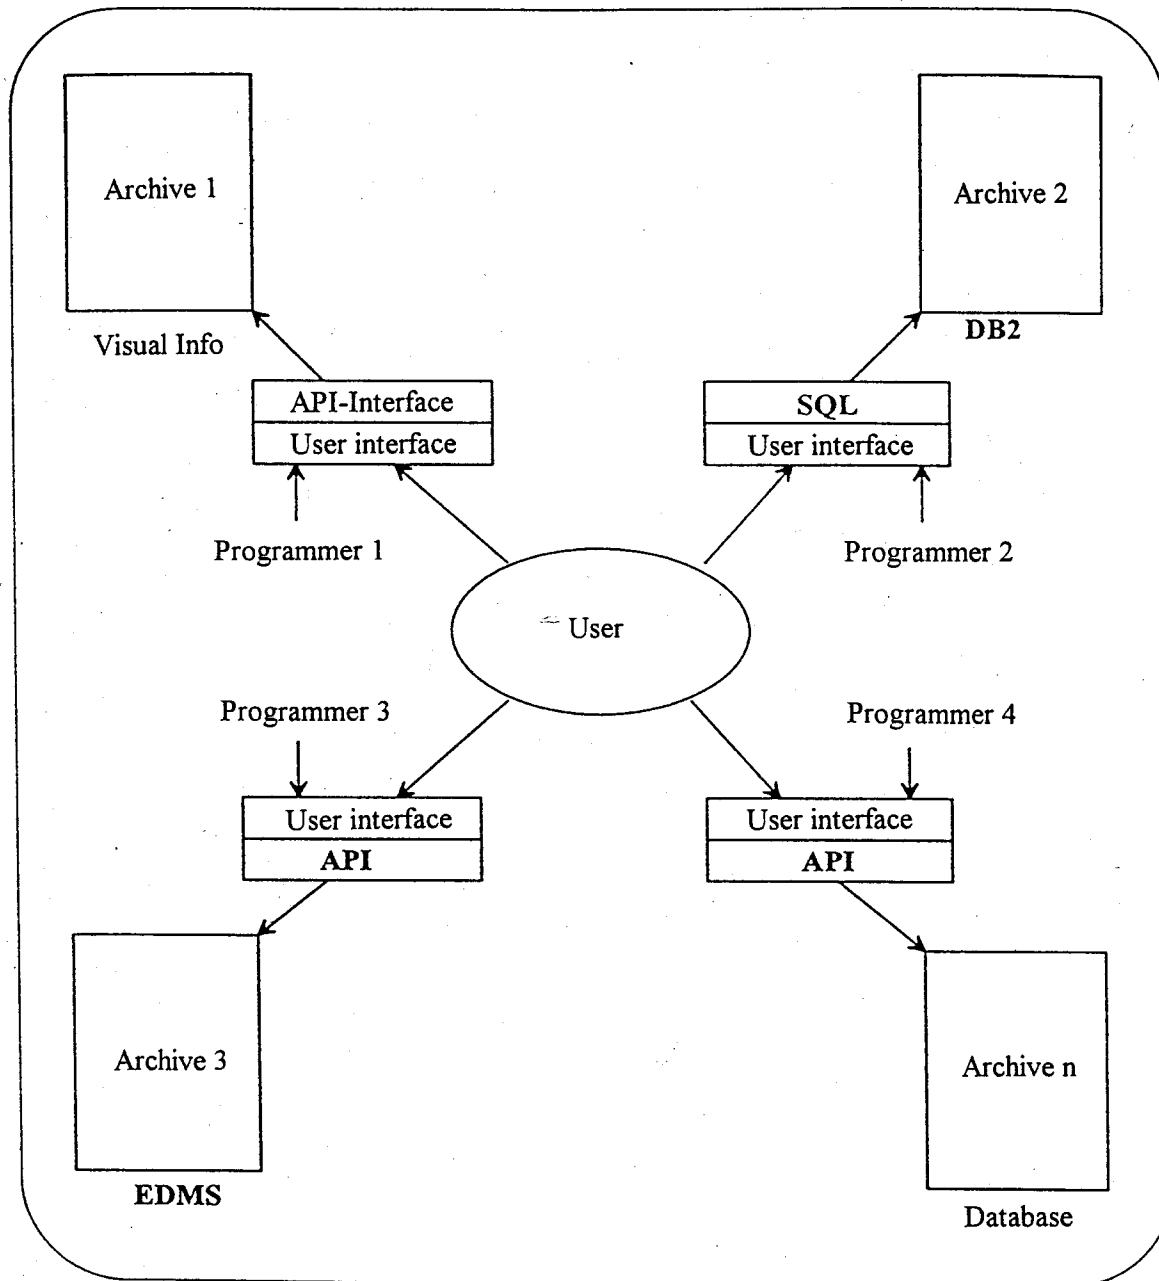 Archive 1
Archive 2
Visual Info
DB2
API-Interface
User interface
SQL
User interface
Programmer 1
Programmer 2
User
Programmer 3
Programmer 4
User interface
API
User interface
API
Archive 3
Archive n
EDMS
Database